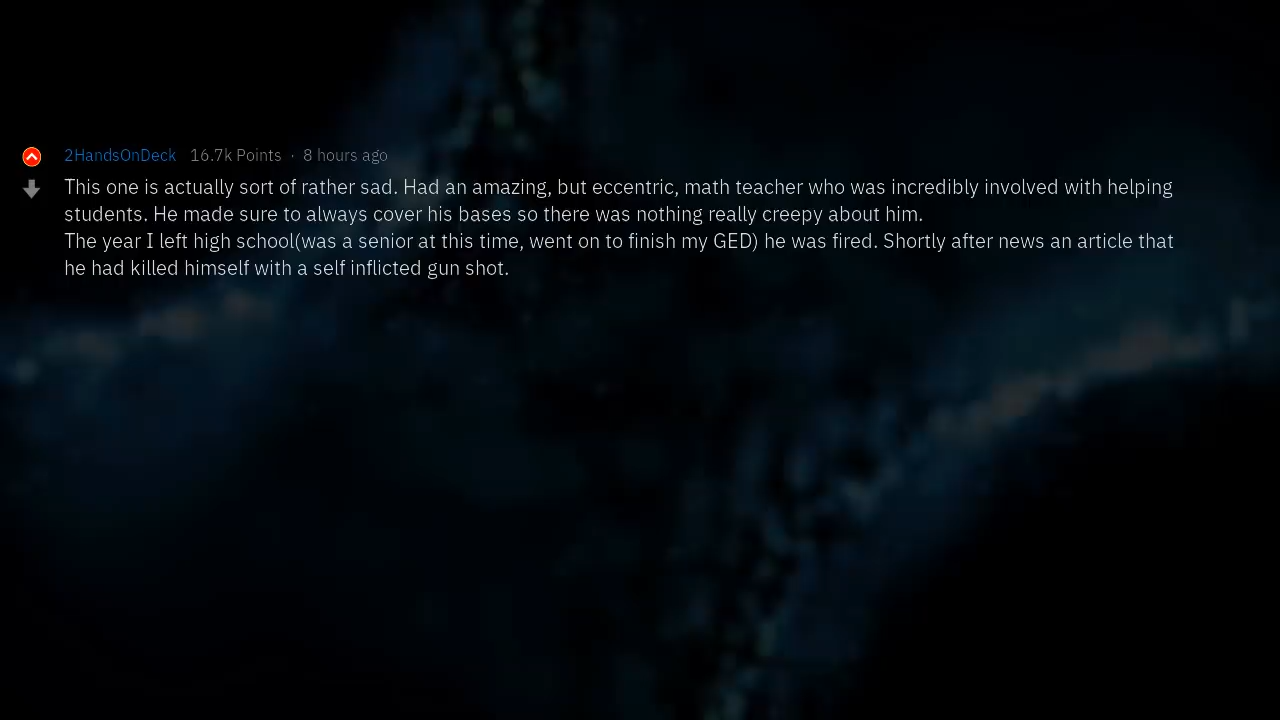 2HandsOnDeck 16.7k Points · 8 hours ago
This one is actually sort of rather sad. Had an amazing, but eccentric, math teacher who was incredibly involved with helping
students. He made sure to always cover his bases so there was nothing really creepy about him.
The year I left high school(was a senior at this time, went on to finish my GED) he was fired. Shortly after news an article that
he had killed himself with a self inflicted gun shot.